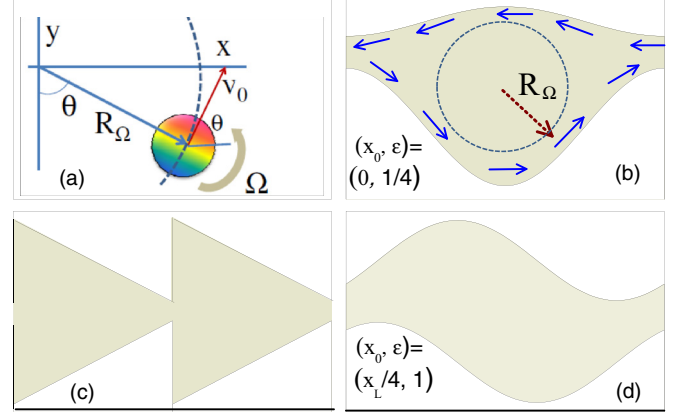 y
x
θ
R_Ω
v_0
θ
Ω
(a)
R_Ω
(x_0, ε)=
(0, 1/4)
(b)
(c)
(x_0, ε)=
(x_L/4, 1)
(d)